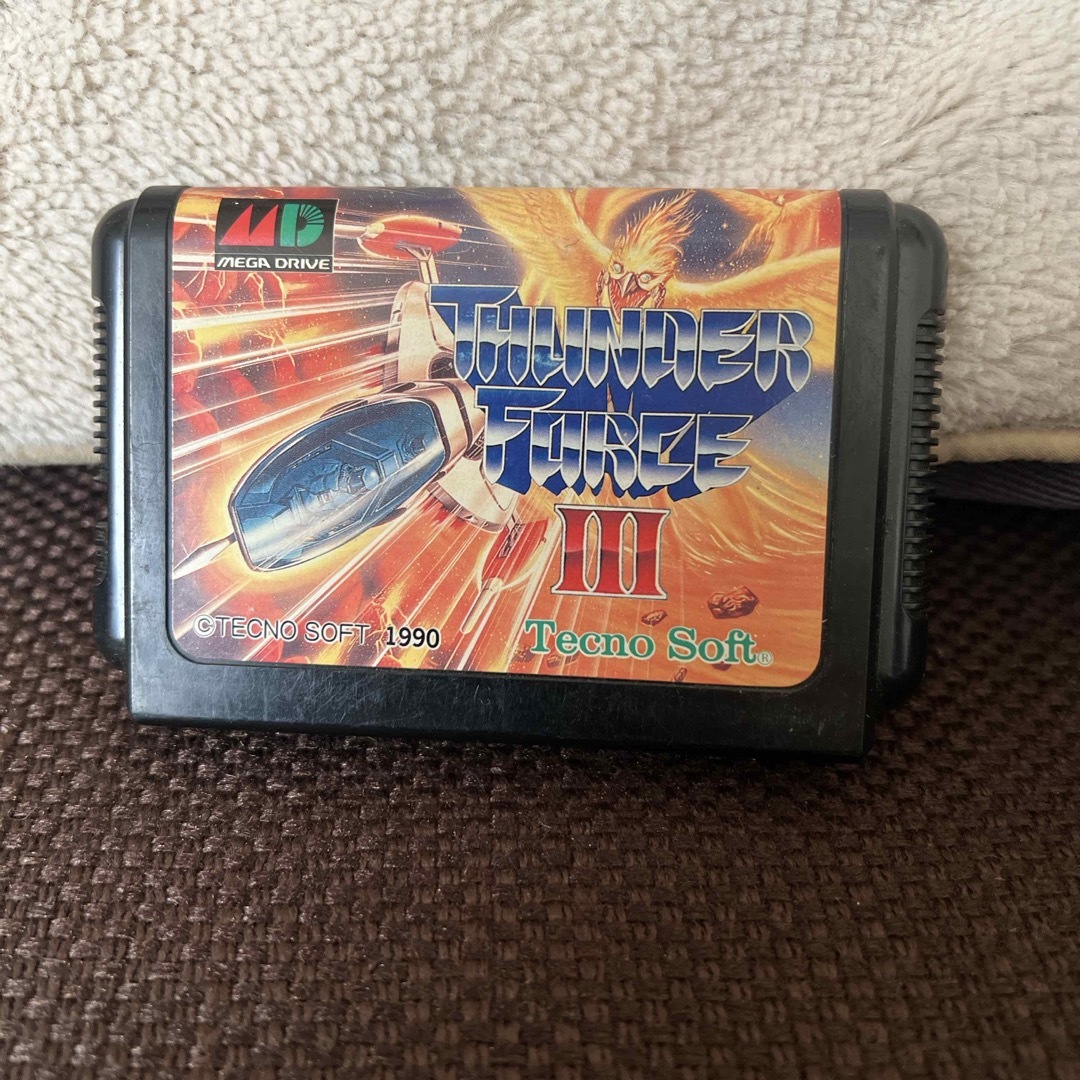 MD
MEGA DRIVE
THUNDER
FORCE
III
©TECNO SOFT 1990
Tecno Soft®